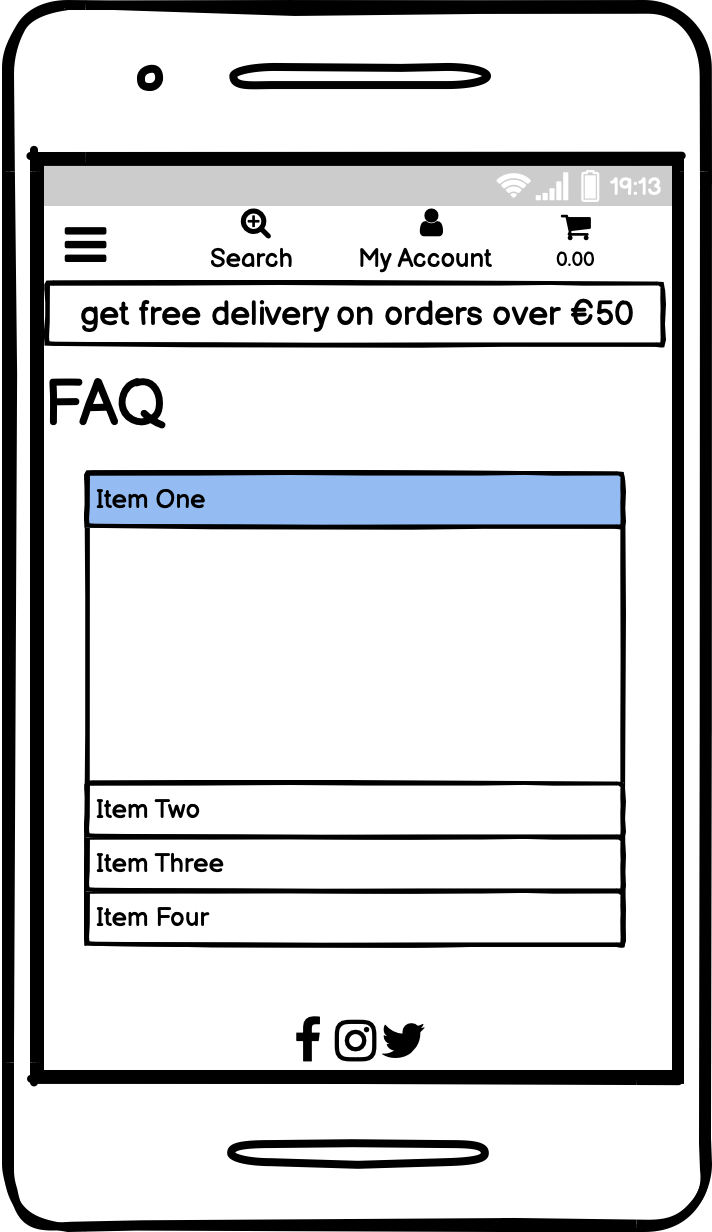 19:13
Search My Account 0.00
get free delivery on orders over €50
FAQ
Item One
Item Two
Item Three
Item Four